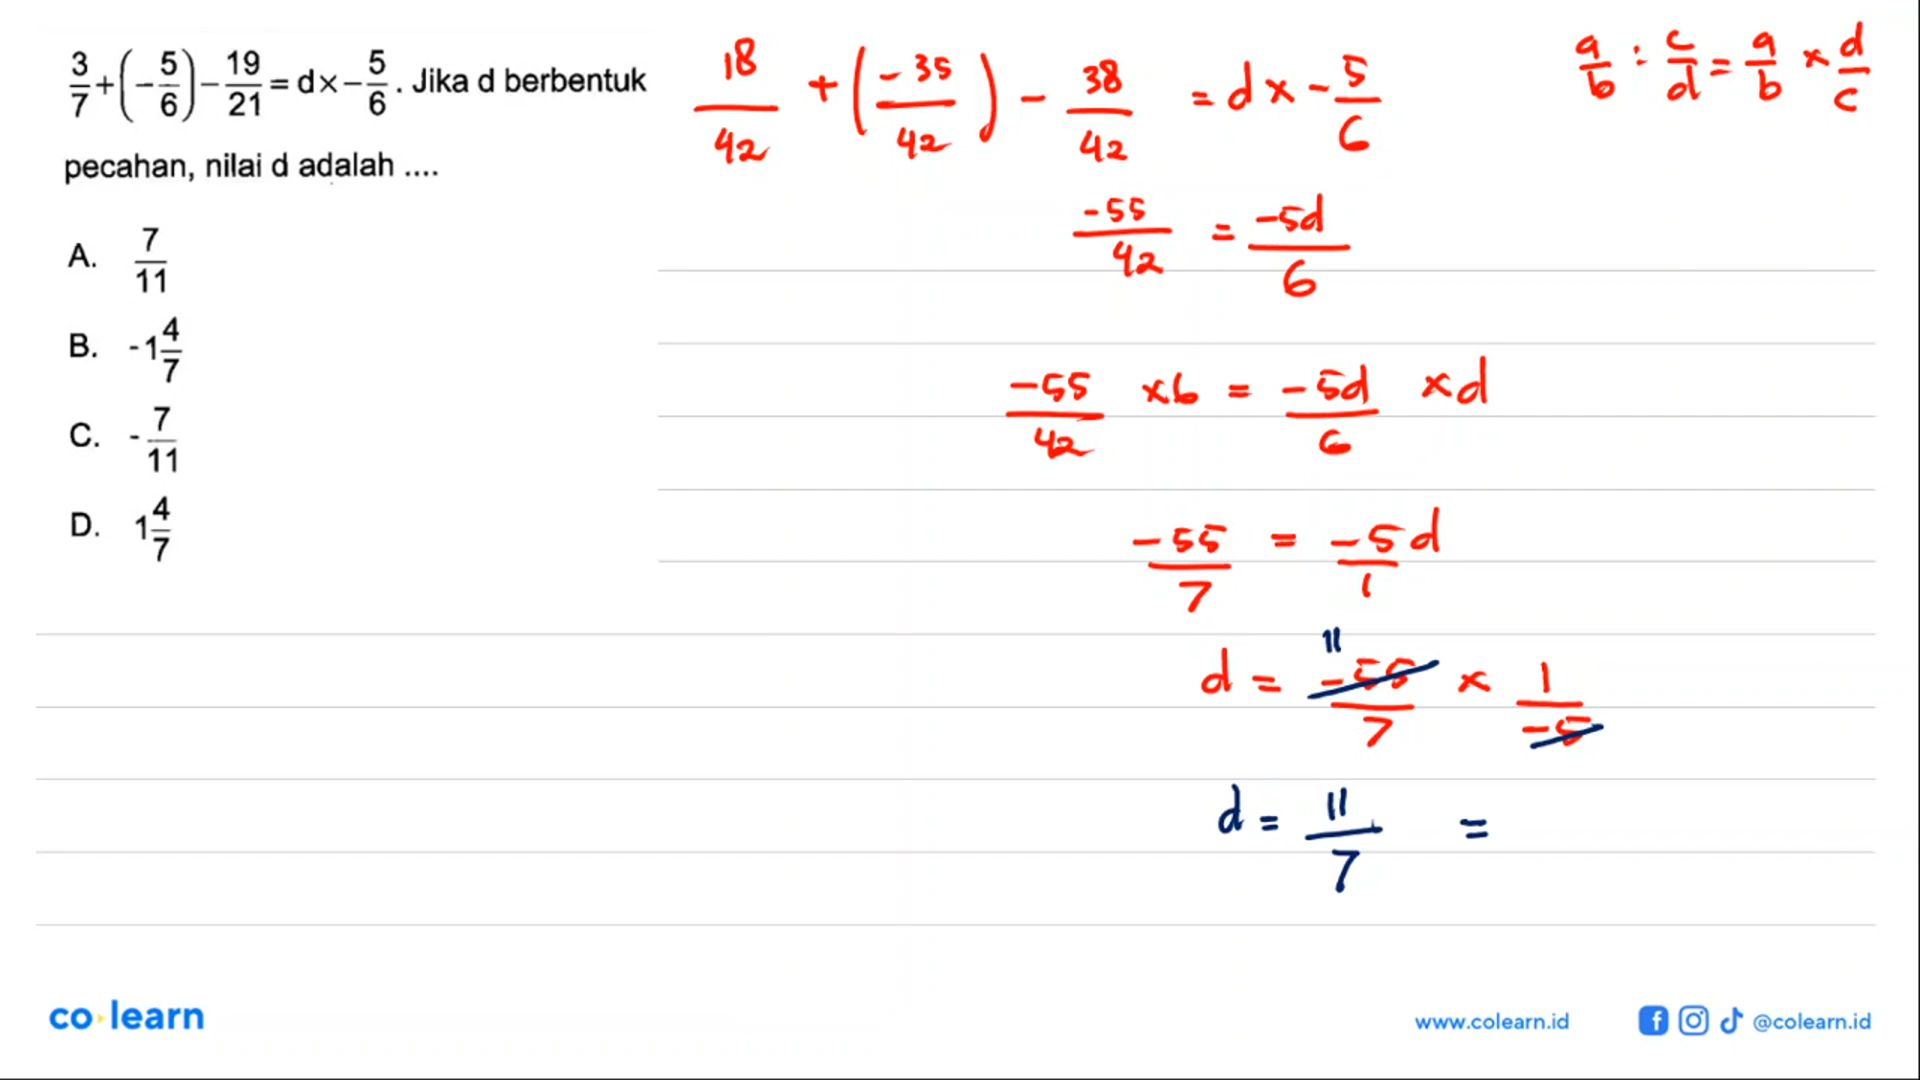 3/7 + (-5/6) - 19/21 = d x - 5/6 . Jika d berbentuk
pecahan, nilai d adalah ....
A. 7/11
B. - 1 4/7
C. - 7/11
D. 1 4/7
18/42 + (-35/42) - 38/42 = d x - 5/6
a/b : c/d = a/b x d/c
-55/42 = -5d/6
-55/42 x6 = -5d/6 xd
-55/7 = -5d/1
11
d = -55/7 x 1/-5
d = 11/7 =
co learn
www.colearn.id
@colearn.id